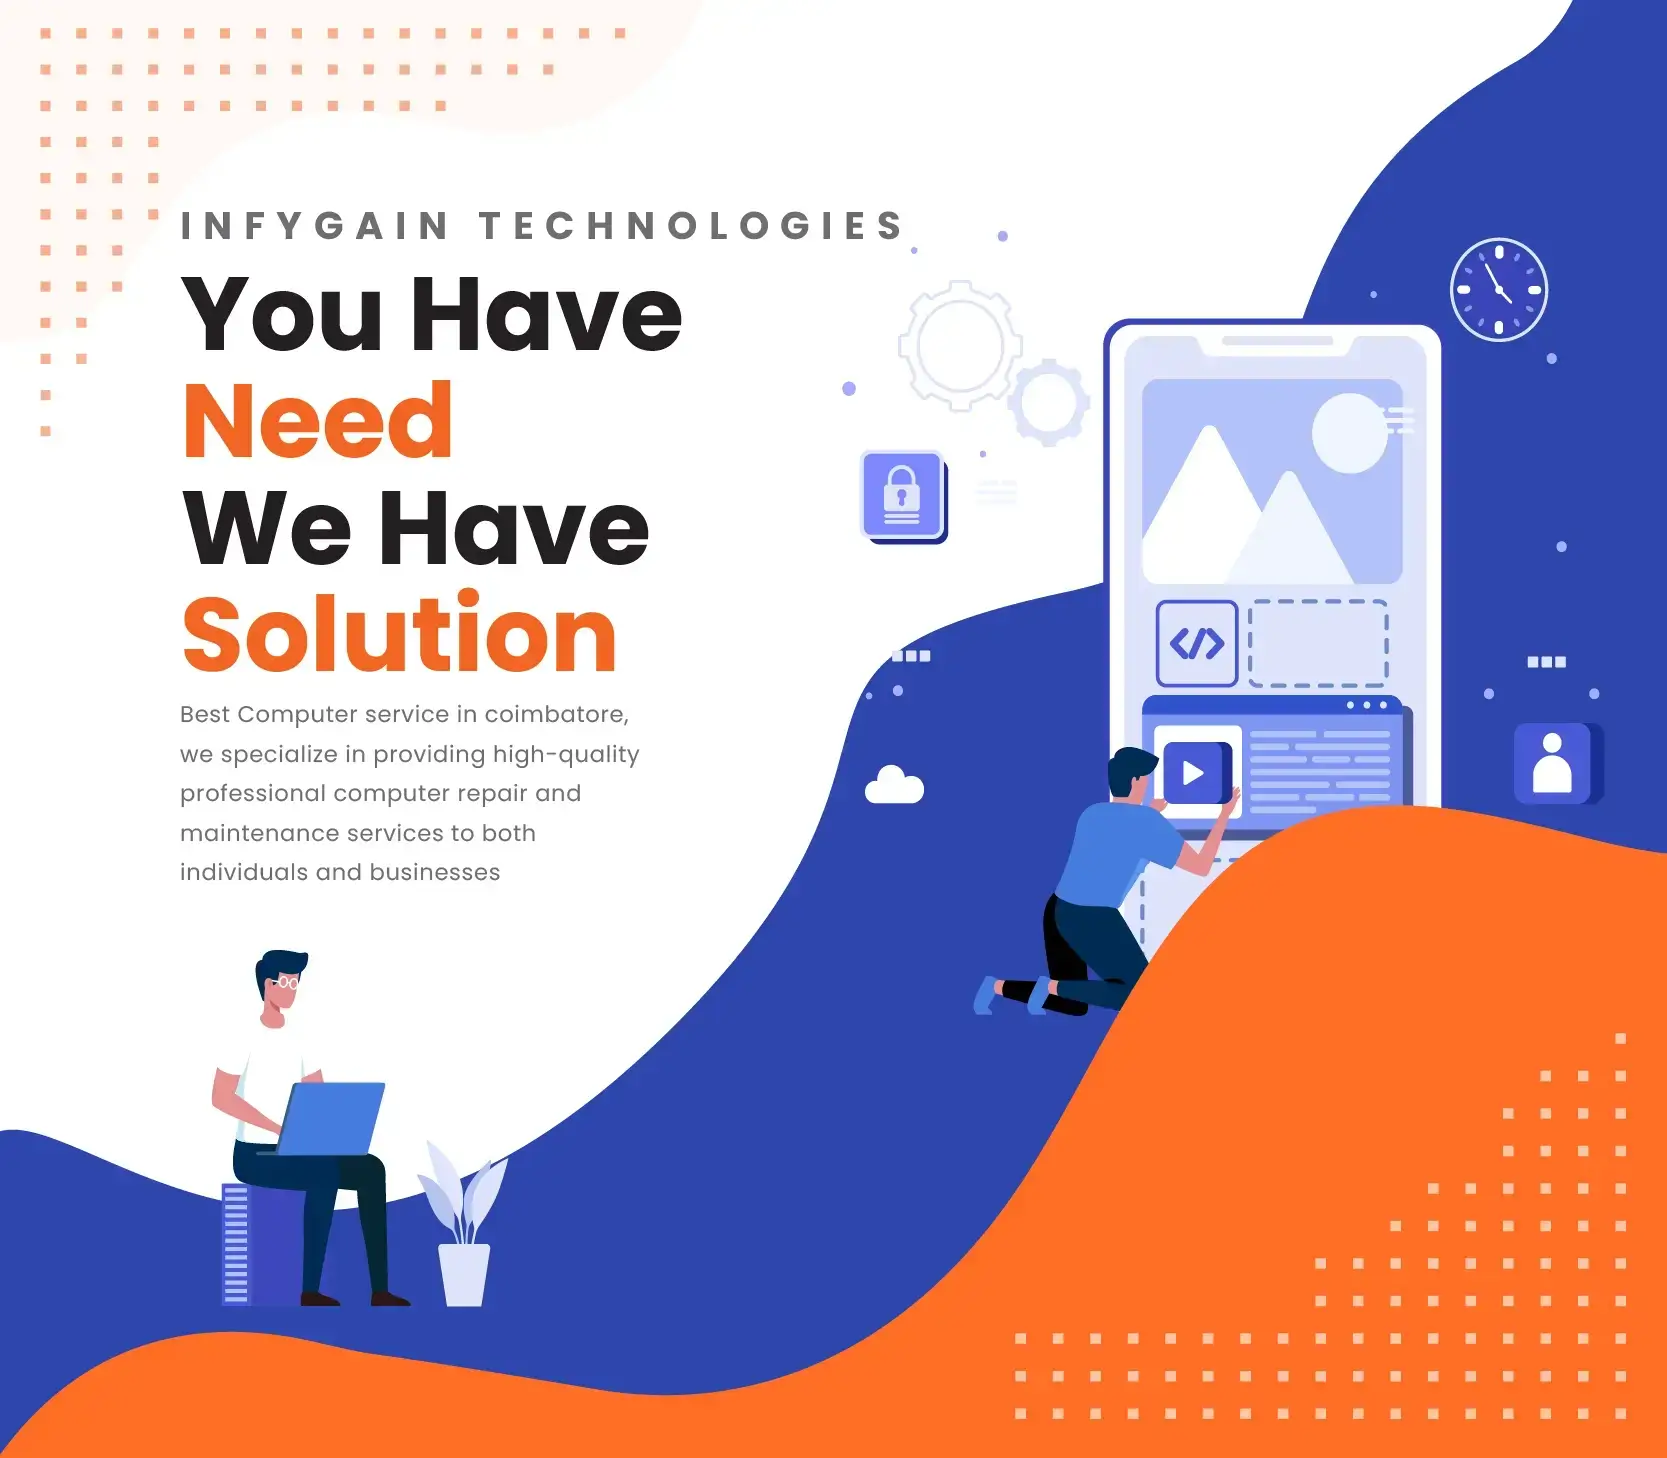 INFYGAIN TECHNOLOGIES
You Have
Need
We Have
Solution
Best Computer service in coimbatore,
we specialize in providing high-quality
professional computer repair and
maintenance services to both
individuals and businesses